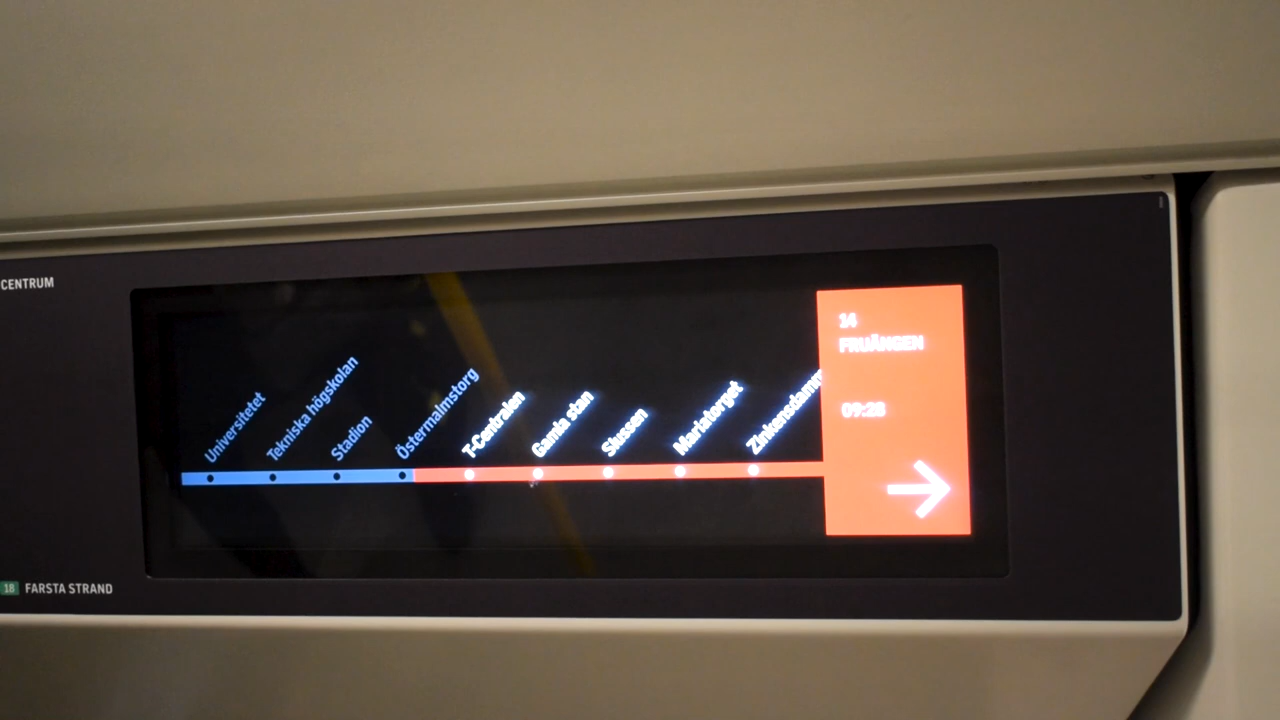 CENTRUM
Universitetet
Tekniska högskolan
Stadion
Östermalmstorg
T-Centralen
Gamla stan
Slussen
Mariatorget
14
FRUÄNGEN
09:28
18 FARSTA STRAND